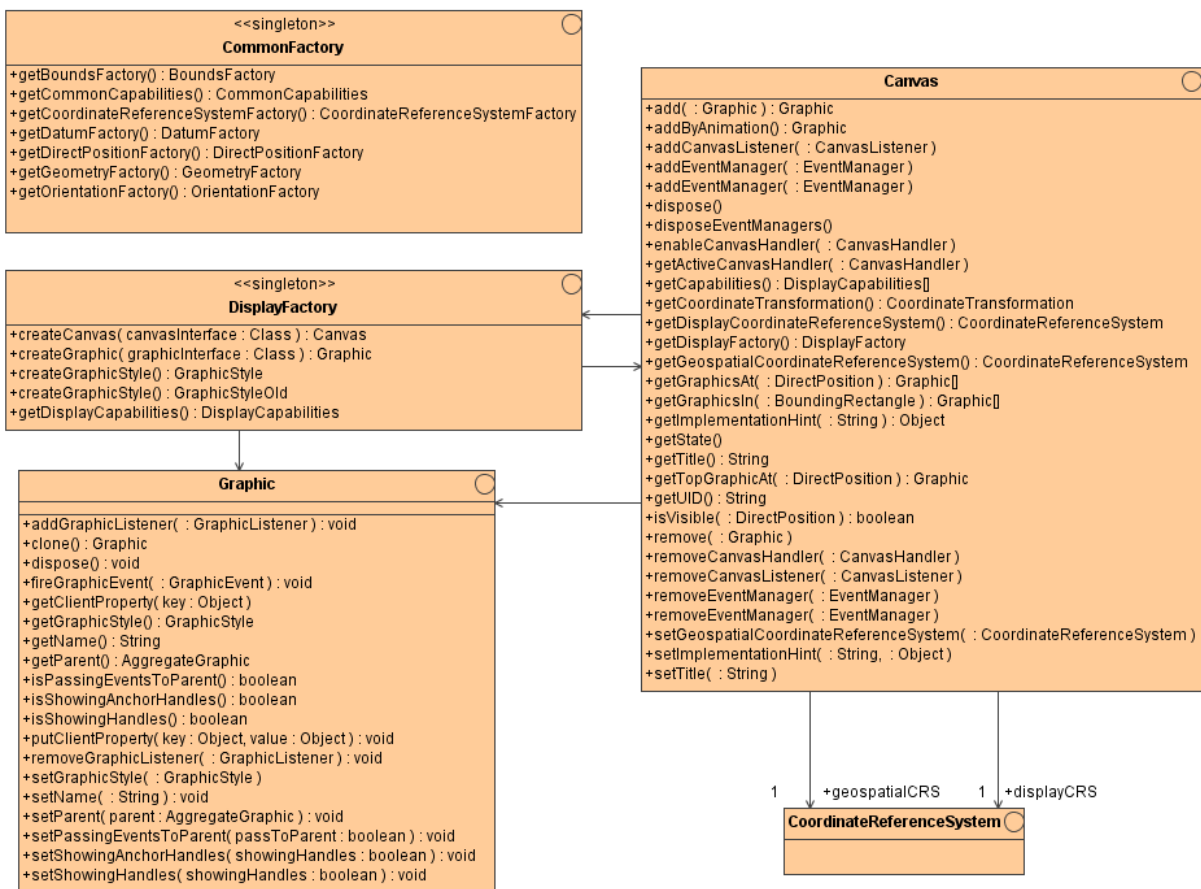 <<singleton>>
CommonFactory
+getBoundsFactory() : BoundsFactory
+getCommonCapabilities() : CommonCapabilities
+getCoordinateReferenceSystemFactory() : CoordinateReferenceSystemFactory
+getDatumFactory() : DatumFactory
+getDirectPositionFactory() : DirectPositionFactory
+getGeometryFactory() : GeometryFactory
+getOrientationFactory() : OrientationFactory
<<singleton>>
DisplayFactory
+createCanvas( canvasInterface : Class ) : Canvas
+createGraphic( graphicInterface : Class ) : Graphic
+createGraphicStyle() : GraphicStyle
+createGraphicStyle() : GraphicStyleOld
+getDisplayCapabilities() : DisplayCapabilities
Graphic
+addGraphicListener( : GraphicListener ) : void
+clone() : Graphic
+dispose() : void
+fireGraphicEvent( : GraphicEvent ) : void
+getClientProperty( key : Object )
+getGraphicStyle() : GraphicStyle
+getName() : String
+getParent() : AggregateGraphic
+isPassingEventsToParent() : boolean
+isShowingAnchorHandles() : boolean
+isShowingHandles() : boolean
+putClientProperty( key : Object, value : Object ) : void
+removeGraphicListener( : GraphicListener ) : void
+setGraphicStyle( : GraphicStyle )
+setName( : String ) : void
+setParent( parent : AggregateGraphic ) : void
+setPassingEventsToParent( passToParent : boolean ) : void
+setShowingAnchorHandles( showingHandles : boolean ) : void
+setShowingHandles( showingHandles : boolean ) : void
Canvas
+add( : Graphic ) : Graphic
+addByAnimation() : Graphic
+addCanvasListener( : CanvasListener )
+addEventManager( : EventManager )
+addEventManager( : EventManager )
+dispose()
+disposeEventManagers()
+enableCanvasHandler( : CanvasHandler )
+getActiveCanvasHandler( : CanvasHandler )
+getCapabilities() : DisplayCapabilities[]
+getCoordinateTransformation() : CoordinateTransformation
+getDisplayCoordinateReferenceSystem() : CoordinateReferenceSystem
+getDisplayFactory() : DisplayFactory
+getGeospatialCoordinateReferenceSystem() : CoordinateReferenceSystem
+getGraphicsAt( : DirectPosition ) : Graphic[]
+getGraphicsIn( : BoundingRectangle ) : Graphic[]
+getImplementationHint( : String ) : Object
+getState()
+getTitle() : String
+getTopGraphicAt( : DirectPosition ) : Graphic
+getUID() : String
+isVisible( : DirectPosition ) : boolean
+remove( : Graphic )
+removeCanvasHandler( : CanvasHandler )
+removeCanvasListener( : CanvasListener )
+removeEventManager( : EventManager )
+removeEventManager( : EventManager )
+setGeospatialCoordinateReferenceSystem( : CoordinateReferenceSystem )
+setImplementationHint( : String, : Object )
+setTitle( : String )
1 +geospatialCRS 1 +displayCRS
CoordinateReferenceSystem